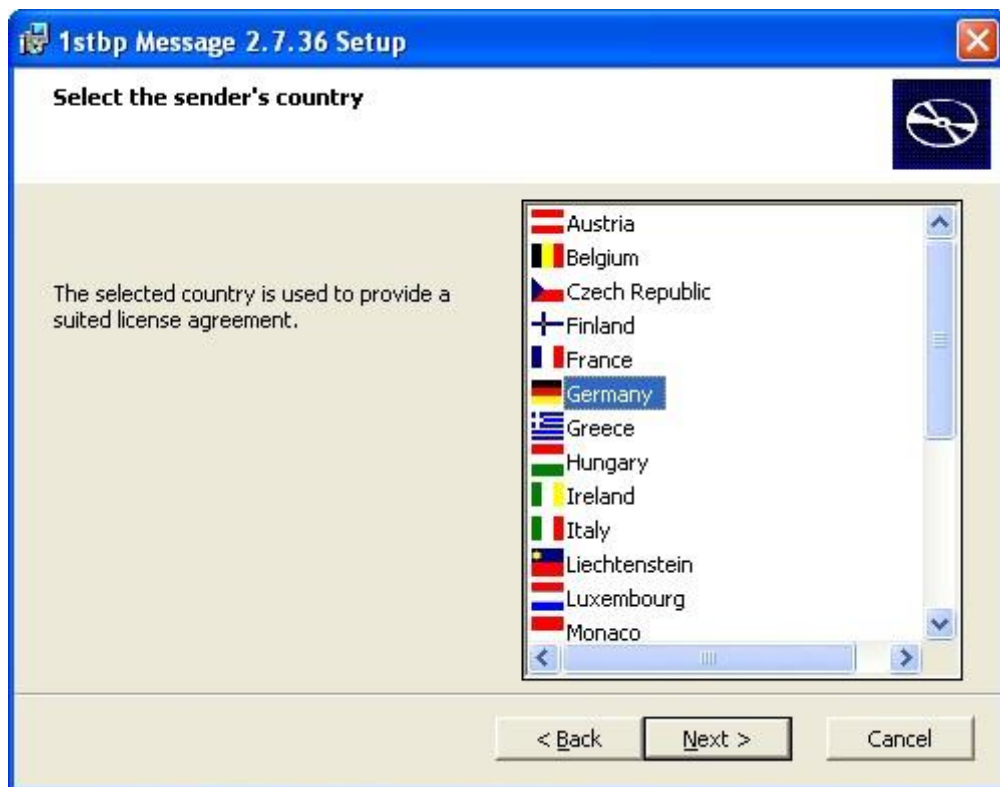 1stbp Message 2.7.36 Setup
Select the sender's country
The selected country is used to provide a
suited license agreement.
Austria
Belgium
Czech Republic
Finland
France
Germany
Greece
Hungary
Ireland
Italy
Liechtenstein
Luxembourg
Monaco
< Back
Next >
Cancel